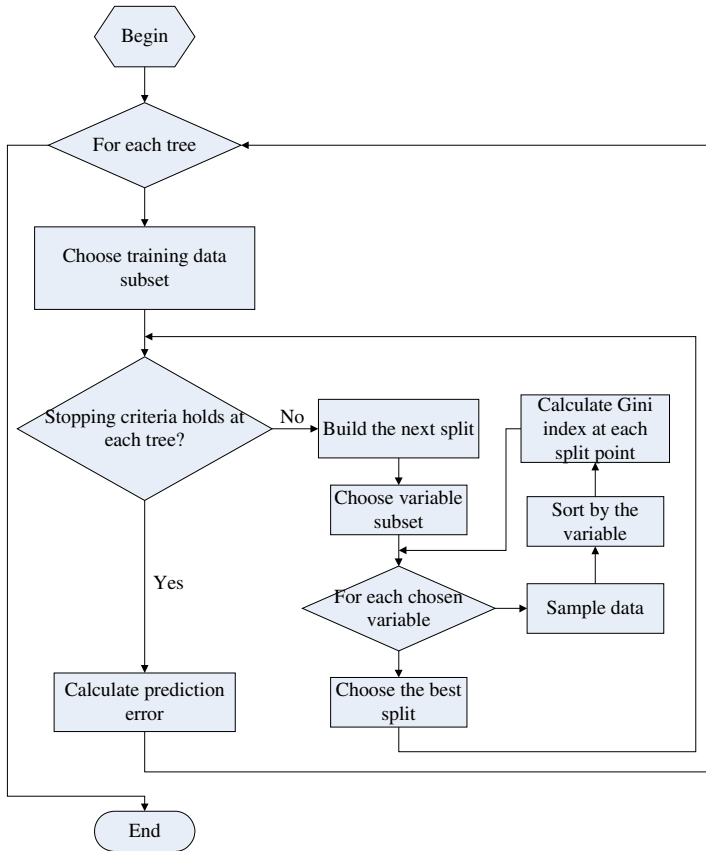 Begin
For each tree
Choose training data
subset
Stopping criteria holds at
each tree?
No
Build the next split
Calculate Gini
index at each
split point
Choose variable
subset
Sort by the
variable
Yes
For each chosen
variable
Sample data
Calculate prediction
error
Choose the best
split
End